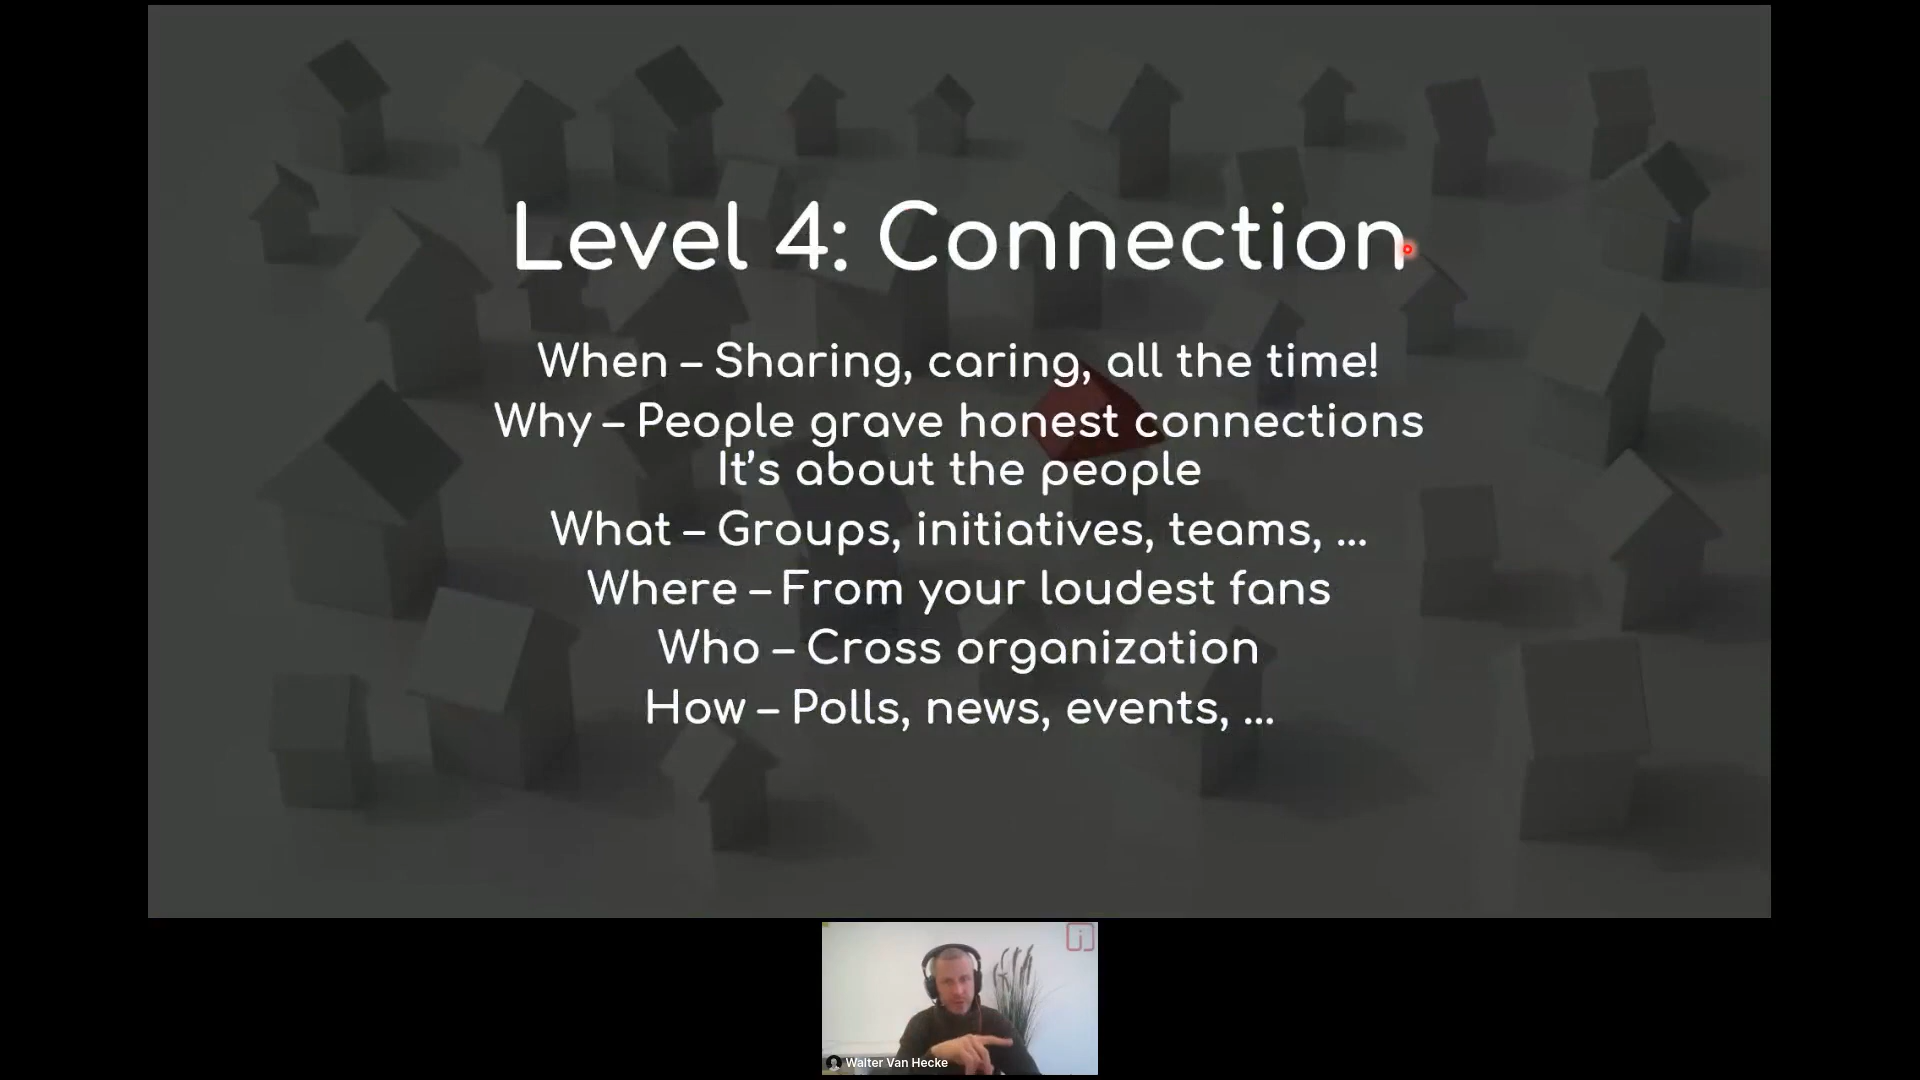 Level 4: Connection
When – Sharing, caring, all the time!
Why – People grave honest connections
It's about the people
What – Groups, initiatives, teams, ...
Where – From your loudest fans
Who – Cross organization
How – Polls, news, events, ...
Walter Van Hecke